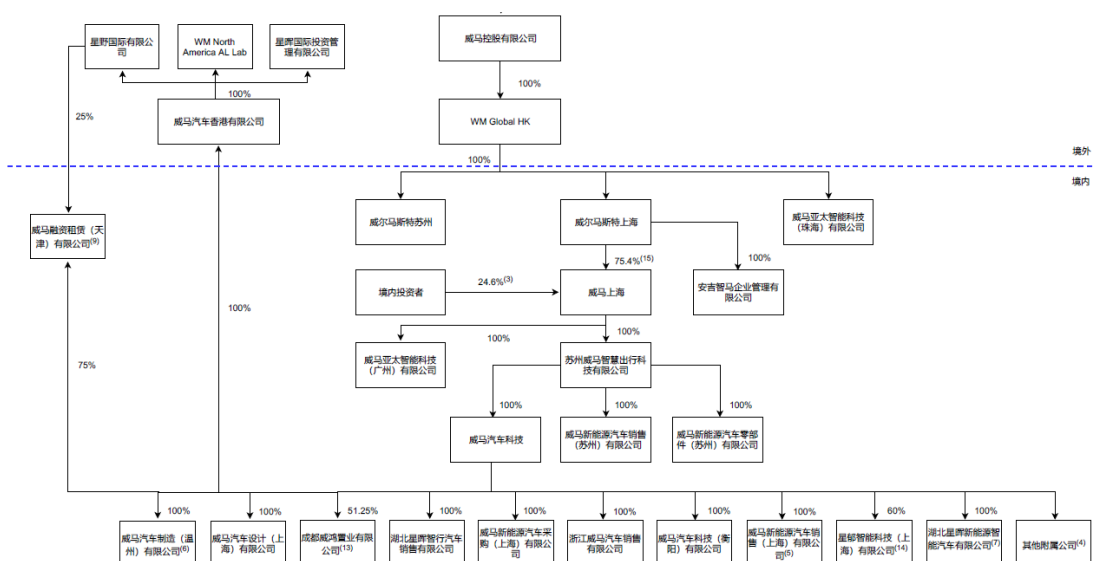 星野国际有限公
司
WM North
America AL Lab
星晖国际投资管
理有限公司
威马控股有限公司
100%
100%
25%
威马汽车香港有限公司
WM Global HK
境外
100%
境内
威马融资租赁（天
津）有限公司(9)
威尔马斯特苏州
威尔马斯特上海
威马亚太智能科技
（珠海）有限公司
75.4%(15)
100%
境内投资者
24.6%(3)
威马上海
安吉智马企业管理有
限公司
100%
100%
100%
75%
威马亚太智能科技
（广州）有限公司
苏州威马智慧出行科
技有限公司
100%
100%
100%
威马汽车科技
威马新能源汽车销售
（苏州）有限公司
威马新能源汽车零部
件（苏州）有限公司
100%
100%
51.25%
100%
100%
100%
100%
100%
60%
100%
威马汽车制造（温
州）有限公司(6)
威马汽车设计（上
海）有限公司
成都威鸿置业有限公
司(13)
湖北星晖智行汽车
销售有限公司
威马新能源汽车采
购（上海）有限公
司
浙江威马汽车销售
有限公司
威马汽车科技（衡
阳）有限公司
威马新能源汽车销
售（上海）有限公
司(5)
星郁智能科技（上
海）有限公司(14)
湖北星晖新能源智
能汽车有限公司(7)
其他附属公司(4)